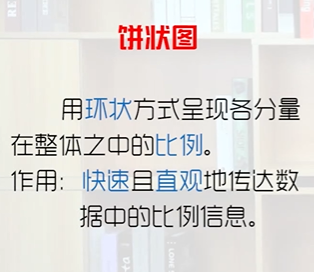 饼状图
用环状方式呈现各分量
在整体之中的比例。
作用：快速且直观地传达数
据中的比例信息。